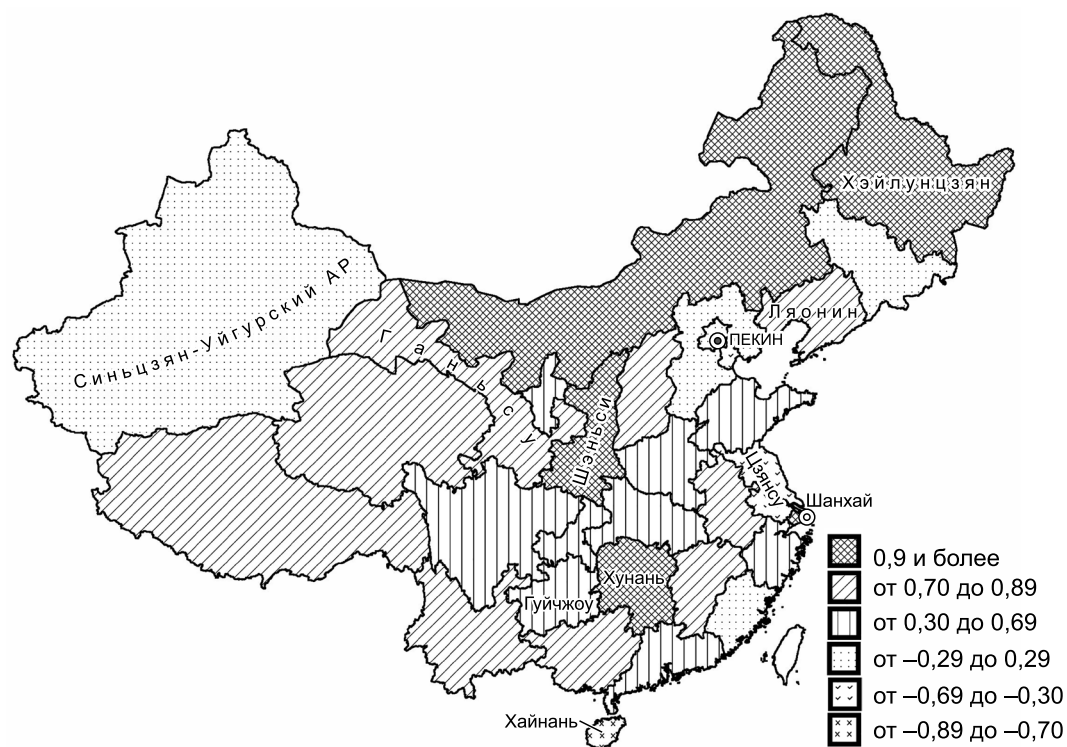 Хэйлунцзян
Синьцзян-Уйгурский АР
Ляонин
ПЕКИН
Ганьсу
Шэньси
Цзянсу
Шанхай
Хунань
Гуйчжоу
Хайнань
0,9 и более
от 0,70 до 0,89
от 0,30 до 0,69
от –0,29 до 0,29
от –0,69 до –0,30
от –0,89 до –0,70